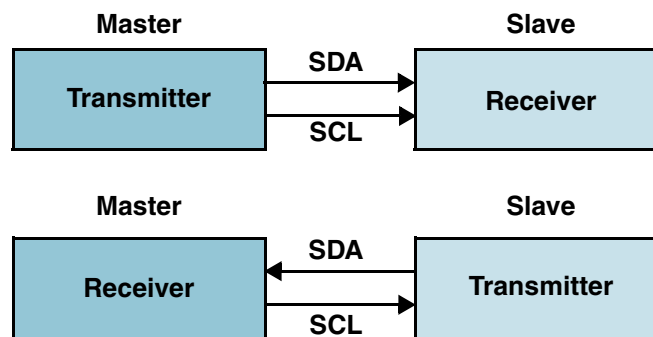 Master
Slave
Transmitter
SDA
SCL
Receiver
Master
Slave
Receiver
SDA
SCL
Transmitter